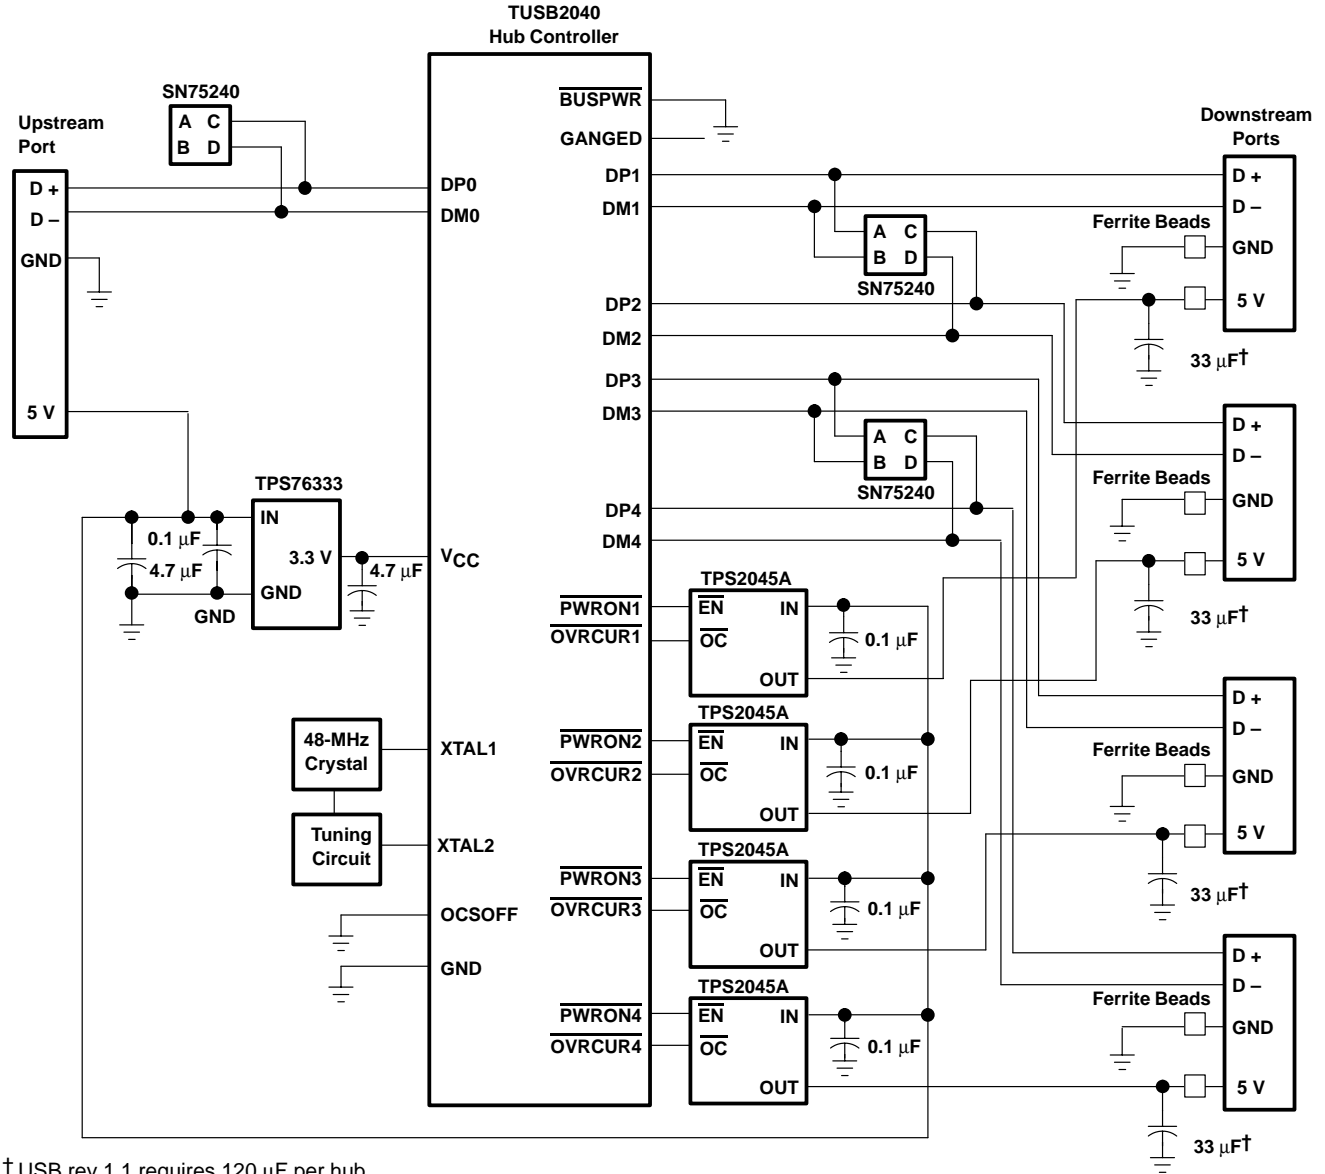 TUSB2040
Hub Controller
SN75240
A C
B D
Upstream
Port
D +
D –
GND
5 V
DP0
DM0
BUSPWR
GANGED
DP1
DM1
DP2
DM2
DP3
DM3
DP4
DM4
A C
B D
SN75240
A C
B D
SN75240
Downstream
Ports
D +
D –
Ferrite Beads
GND
5 V
33 µF†
D +
D –
Ferrite Beads
GND
5 V
33 µF†
TPS76333
IN
0.1 µF
4.7 µF
3.3 V
GND
GND
4.7 µF
VCC
TPS2045A
PWRON1
EN
IN
OVRCUR1
OC
0.1 µF
OUT
TPS2045A
PWRON2
EN
IN
OVRCUR2
OC
0.1 µF
OUT
D +
D –
Ferrite Beads
GND
5 V
33 µF†
48-MHz
Crystal
XTAL1
Tuning
Circuit
XTAL2
OCSOFF
GND
TPS2045A
PWRON3
EN
IN
OVRCUR3
OC
0.1 µF
OUT
TPS2045A
PWRON4
EN
IN
OVRCUR4
OC
0.1 µF
OUT
D +
D –
Ferrite Beads
GND
5 V
33 µF†
† USB rev 1.1 requires 120 µF per hub.